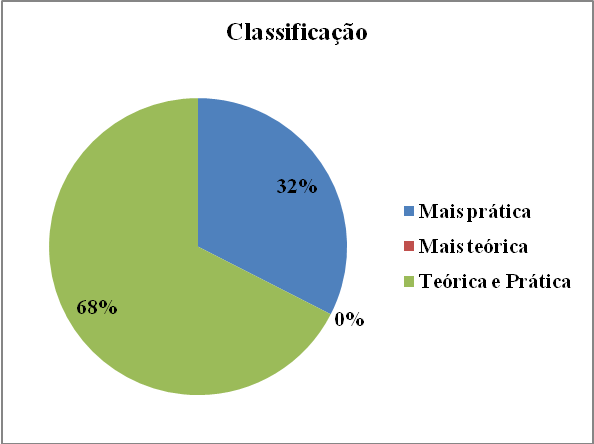 Classificação
32%
68%
0%
Mais prática
Mais teórica
Teórica e Prática